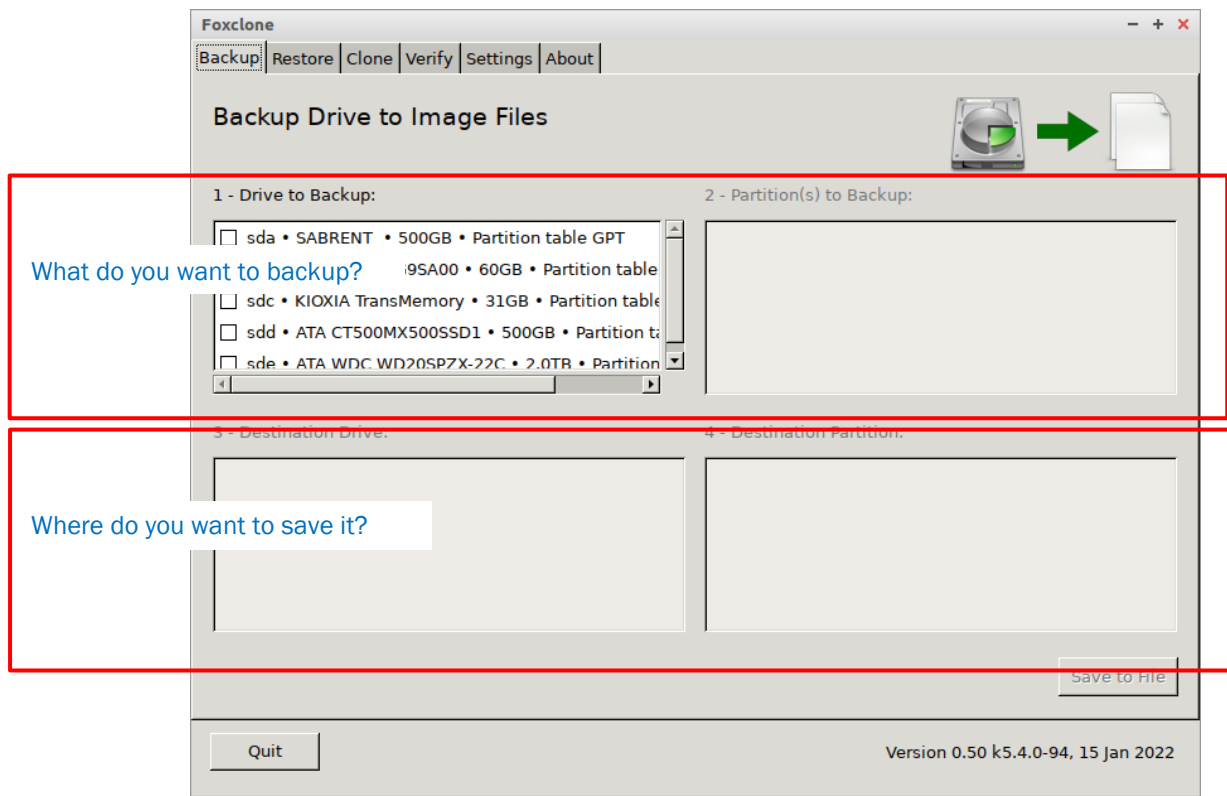 Foxclone
Backup Restore Clone Verify Settings About
Backup Drive to Image Files
1 - Drive to Backup:
2 - Partition(s) to Backup:
sda • SABRENT • 500GB • Partition table GPT
What do you want to backup?
9SA00 • 60GB • Partition table
sdc • KIOXIA TransMemory • 31GB • Partition table
sdd • ATA CT500MX500SSD1 • 500GB • Partition
sde • ATA WDC WD20SPZX-22C • 2.0TB • Partition
3 - Destination Drive:
4 - Destination Partition:
Where do you want to save it?
Save to File
Quit
Version 0.50 k5.4.0-94, 15 Jan 2022